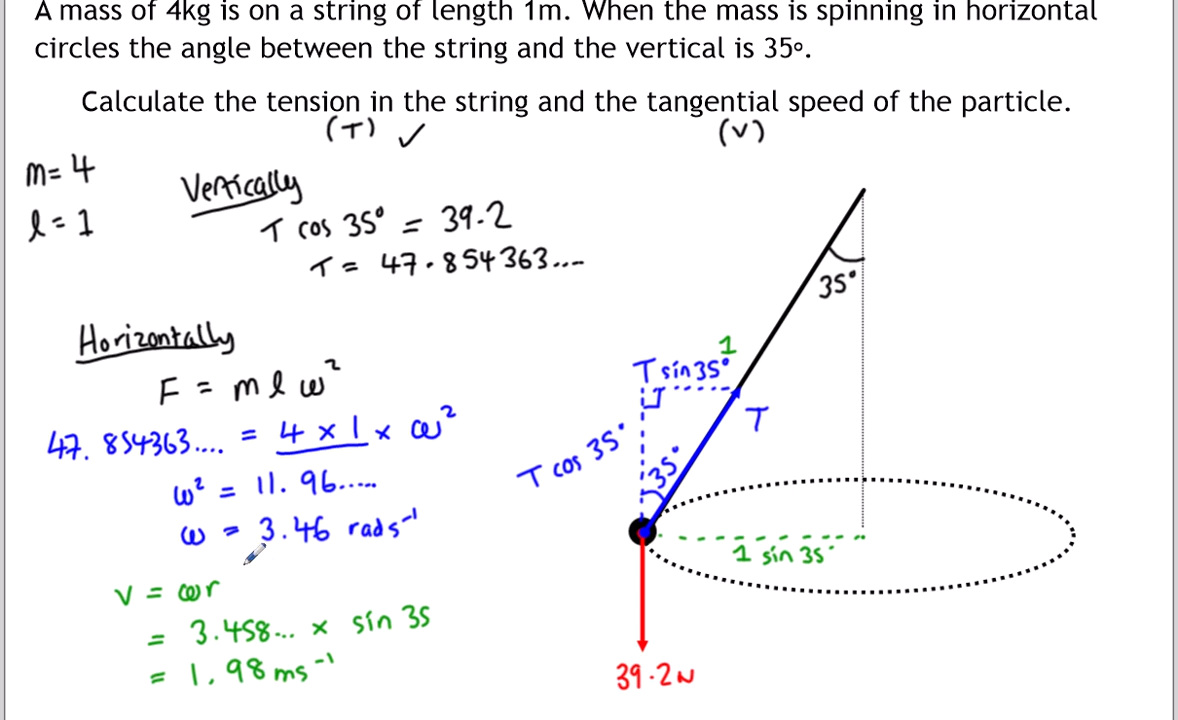 A mass of 4kg is on a string of length 1m. When the mass is spinning in horizontal
circles the angle between the string and the vertical is 35°.
Calculate the tension in the string and the tangential speed of the particle.
(T) ✓ (V)
m = 4
l = 1
Vertically
T cos 35° = 39.2
T = 47.854363....
Horizontally
F = m l ω²
47.854363.... = 4 × 1 × ω²
ω² = 11.96.....
ω = 3.46 rads⁻¹
V = ωr
= 3.458... × sin 35
= 1.98 ms⁻¹
35°
1
T sin 35°
T
T cos 35°
35°
1 sin 35°
39.2N